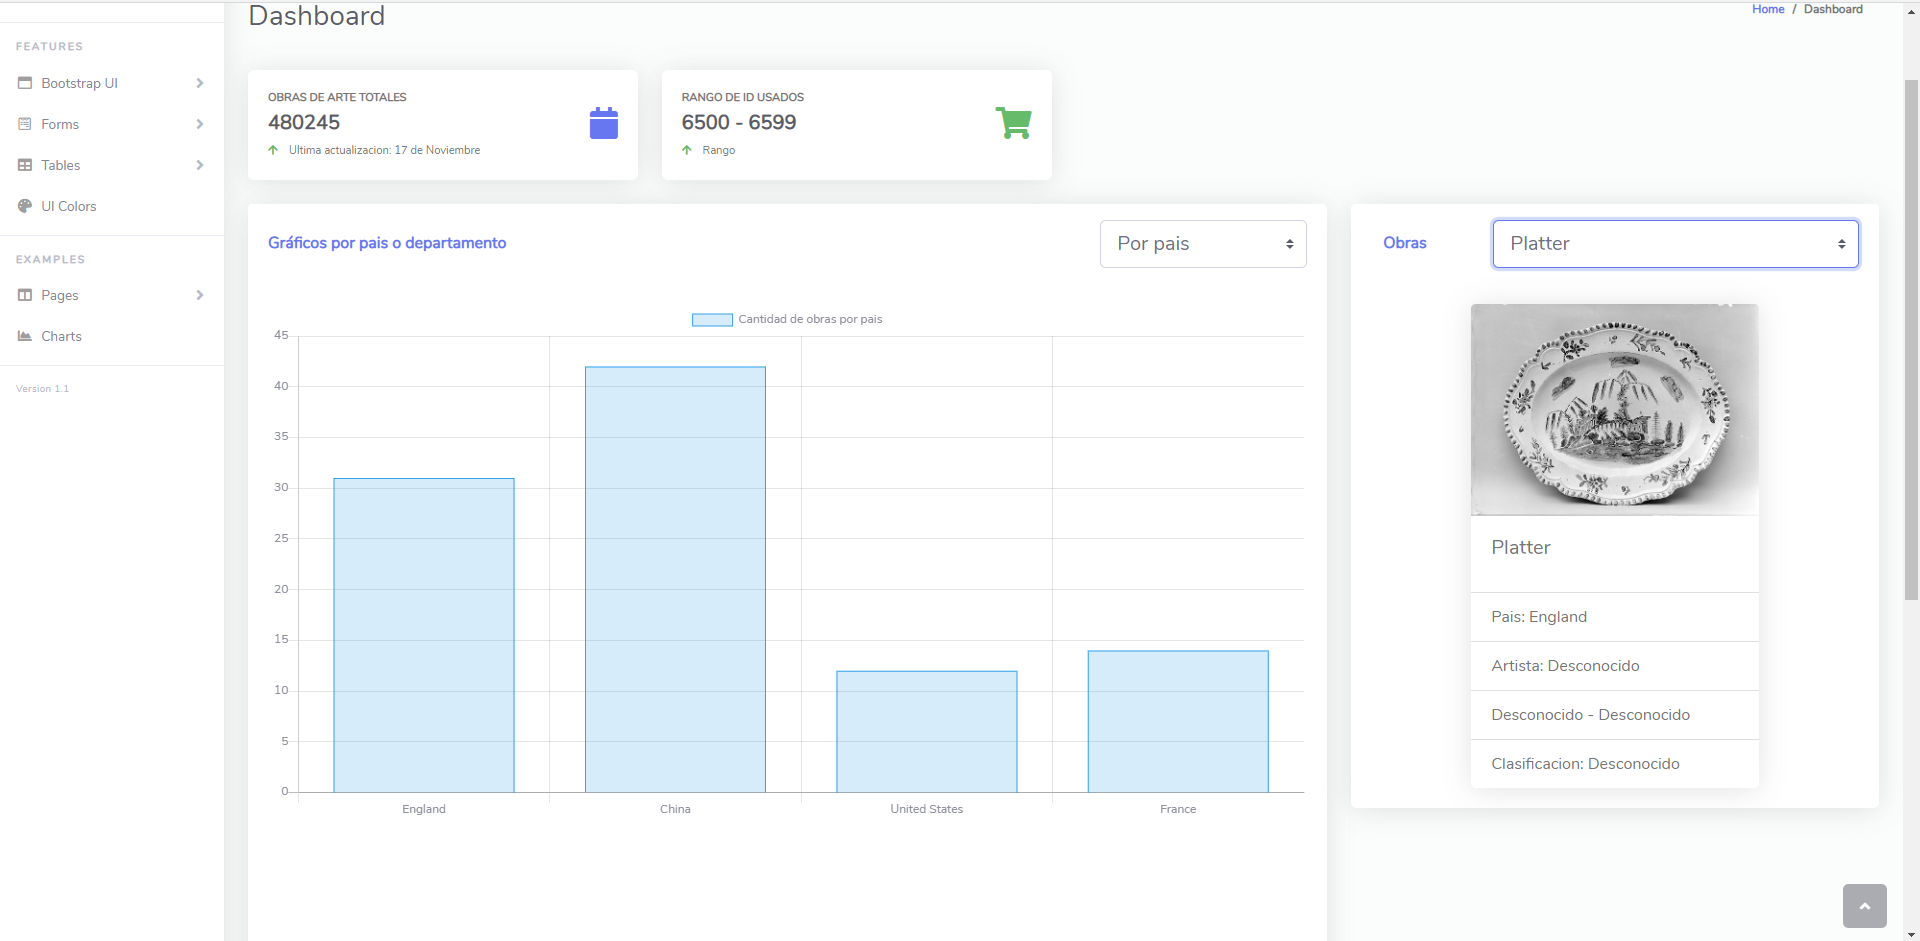 Dashboard
Home / Dashboard
FEATURES
Bootstrap UI
Forms
Tables
UI Colors
EXAMPLES
Pages
Charts
Version 1.1
OBRAS DE ARTE TOTALES
480245
Ultima actualizacion: 17 de Noviembre
RANGO DE ID USADOS
6500 - 6599
Rango
Gráficos por pais o departamento
Por pais
Cantidad de obras por pais
45
40
35
30
25
20
15
10
5
0
England
China
United States
France
Obras
Platter
Platter
Pais: England
Artista: Desconocido
Desconocido - Desconocido
Clasificacion: Desconocido